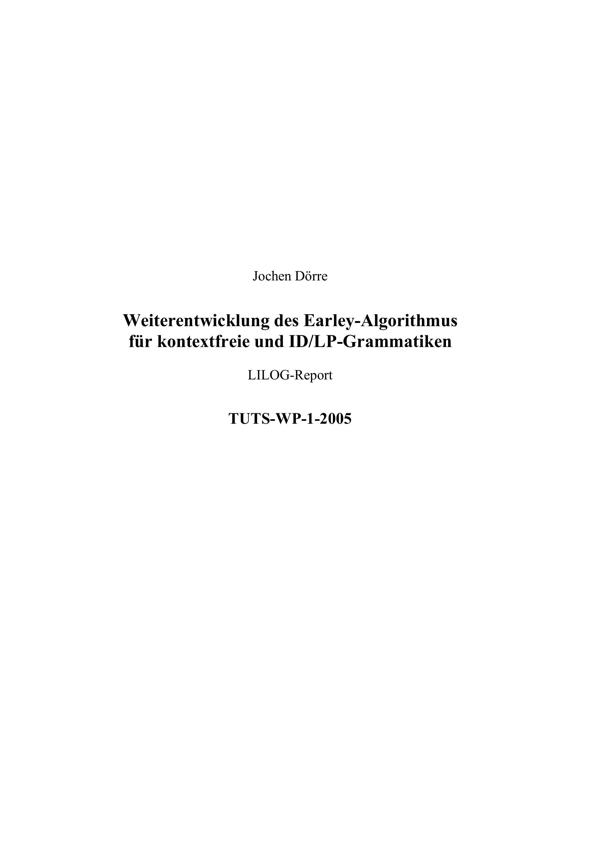 Jochen Dörre
Weiterentwicklung des Earley-Algorithmus
für kontextfreie und ID/LP-Grammatiken
LILOG-Report
TUTS-WP-1-2005